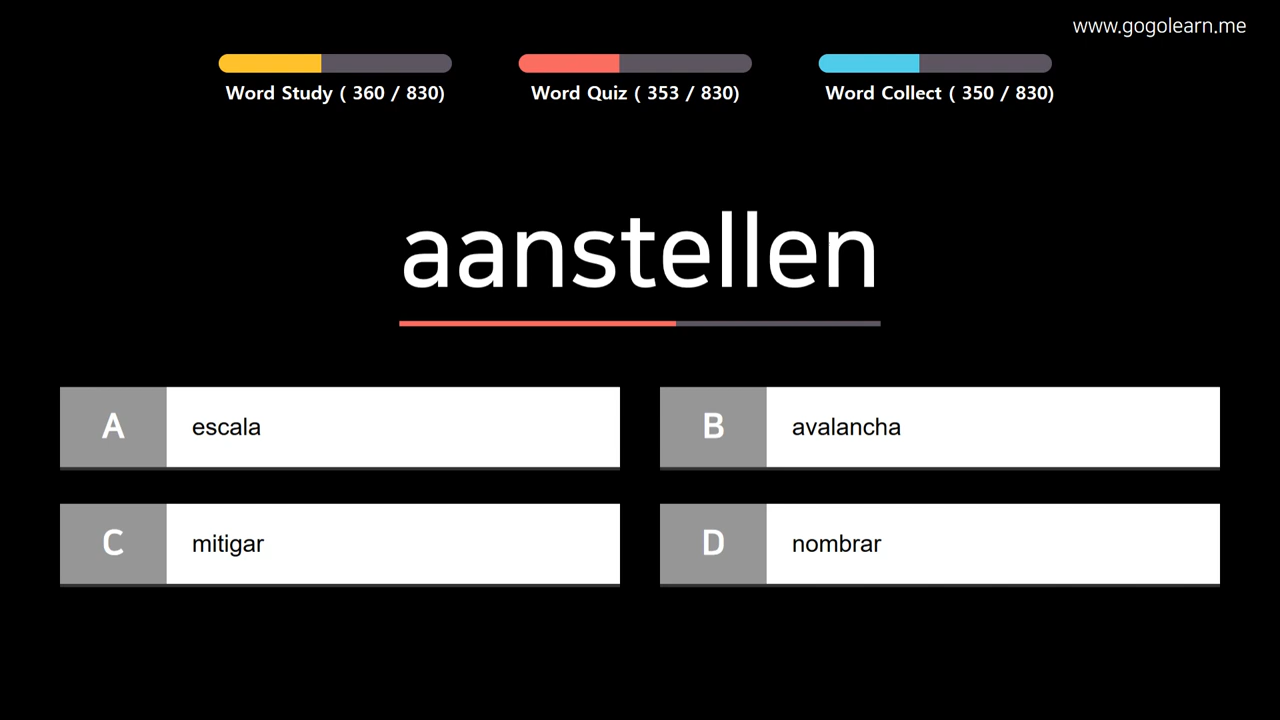 www.gogolearn.me
Word Study ( 360 / 830)
Word Quiz ( 353 / 830)
Word Collect ( 350 / 830)
aanstellen
A
escala
B
avalancha
C
mitigar
D
nombrar